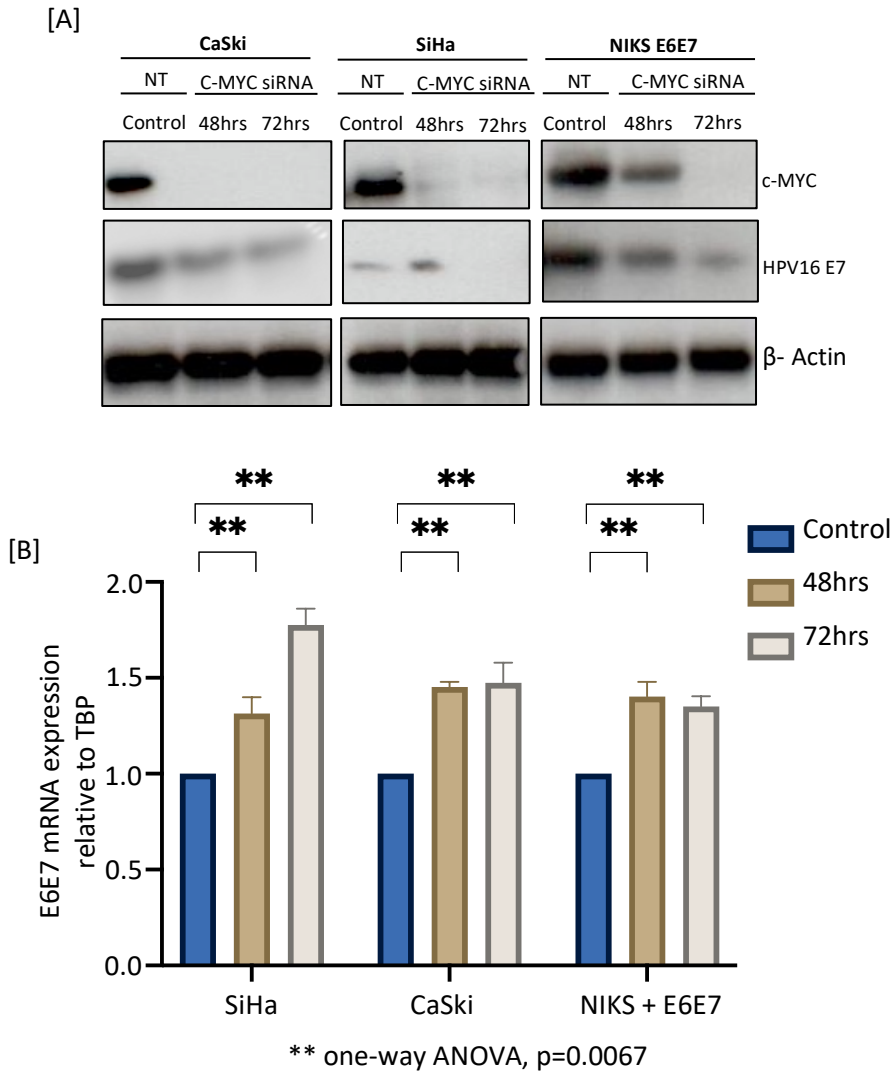 [A]
CaSki SiHa NIKS E6E7
NT C-MYC siRNA NT C-MYC siRNA NT C-MYC siRNA
Control 48hrs 72hrs Control 48hrs 72hrs Control 48hrs 72hrs
c-MYC
HPV16 E7
β- Actin
[B]
** ** ** ** ** **
Control
48hrs
72hrs
E6E7 mRNA expression
relative to TBP
2.0
1.5
1.0
0.5
0.0
SiHa CaSki NIKS + E6E7
** one-way ANOVA, p=0.0067